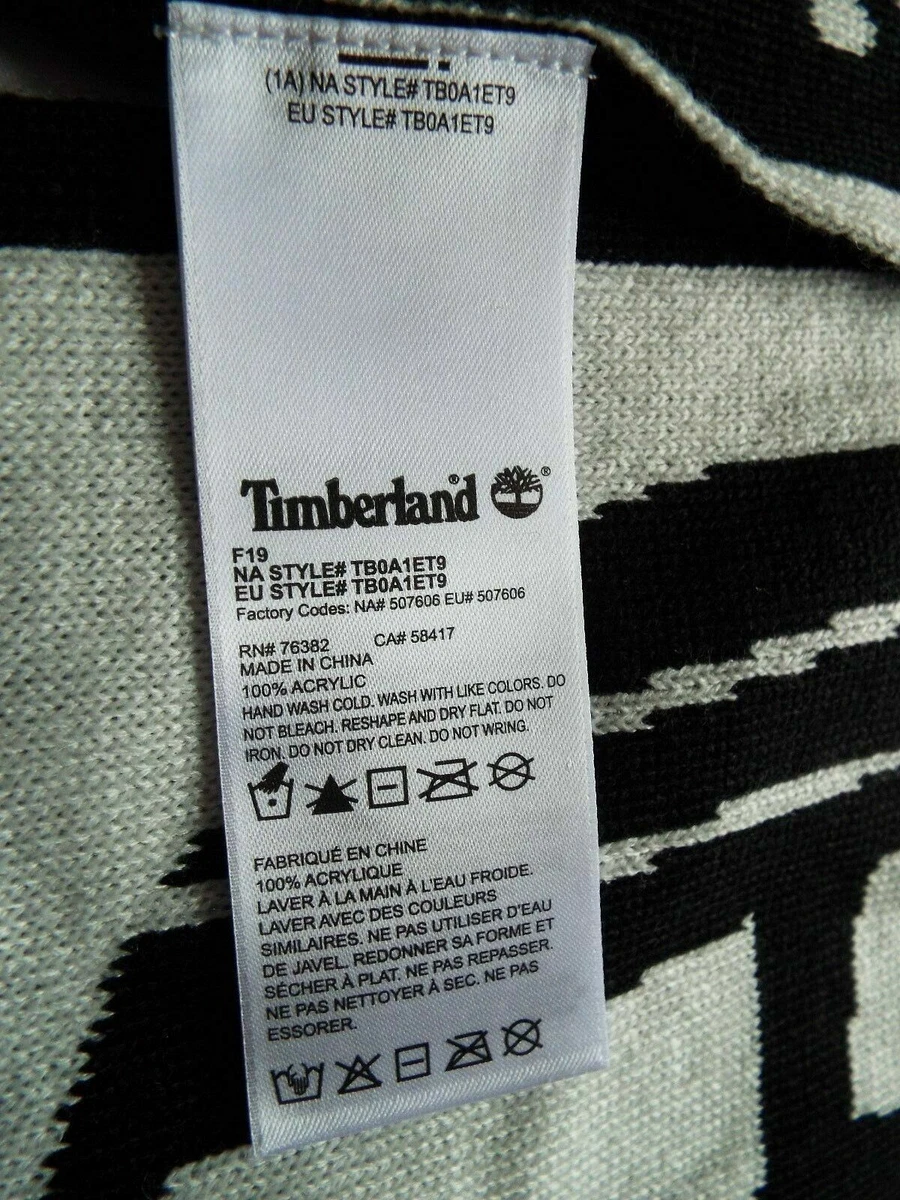 (1A) NA STYLE# TB0A1ET9
EU STYLE# TB0A1ET9
Timberland® ®
F19
NA STYLE# TB0A1ET9
EU STYLE# TB0A1ET9
Factory Codes: NA# 507606 EU# 507606
RN# 76382 CA# 58417
MADE IN CHINA
100% ACRYLIC
HAND WASH COLD. WASH WITH LIKE COLORS. DO
NOT BLEACH. RESHAPE AND DRY FLAT. DO NOT
IRON. DO NOT DRY CLEAN. DO NOT WRING.
FABRIQUÉ EN CHINE
100% ACRYLIQUE
LAVER À LA MAIN À L'EAU FROIDE.
LAVER AVEC DES COULEURS
SIMILAIRES. NE PAS UTILISER D'EAU
DE JAVEL. REDONNER SA FORME ET
SÉCHER À PLAT. NE PAS REPASSER.
NE PAS NETTOYER À SEC. NE PAS
ESSORER.